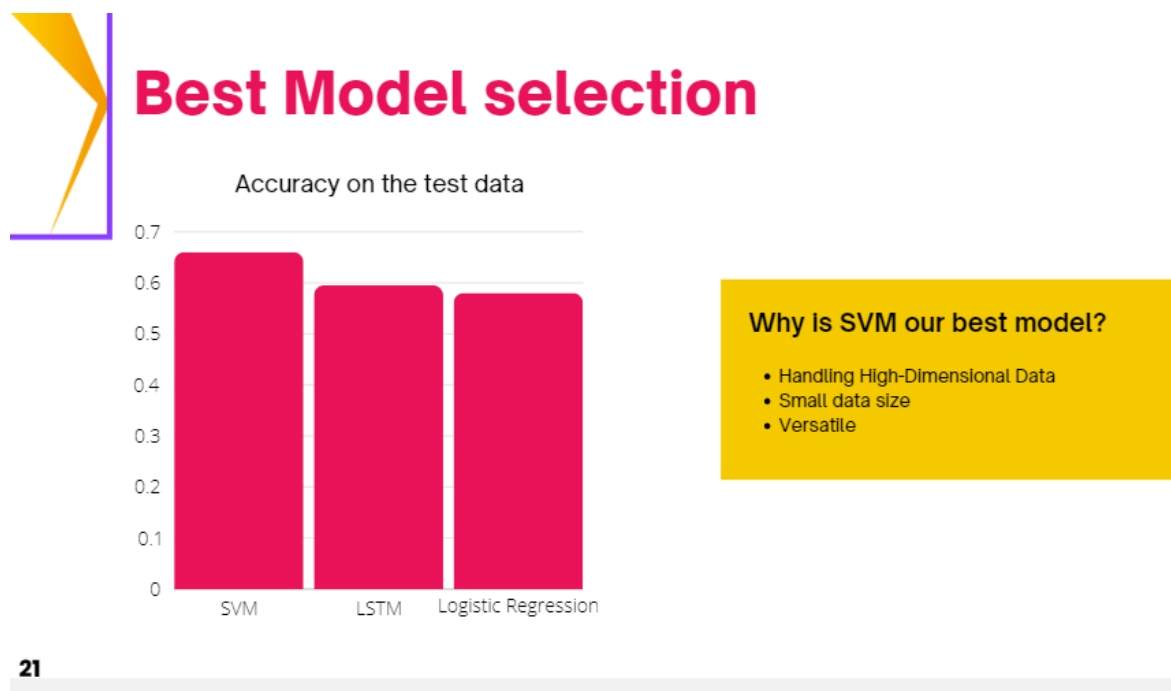 Best Model selection
Accuracy on the test data
0.7
0.6
0.5
0.4
0.3
0.2
0.1
0
SVM
LSTM
Logistic Regression
Why is SVM our best model?
• Handling High-Dimensional Data
• Small data size
• Versatile
21